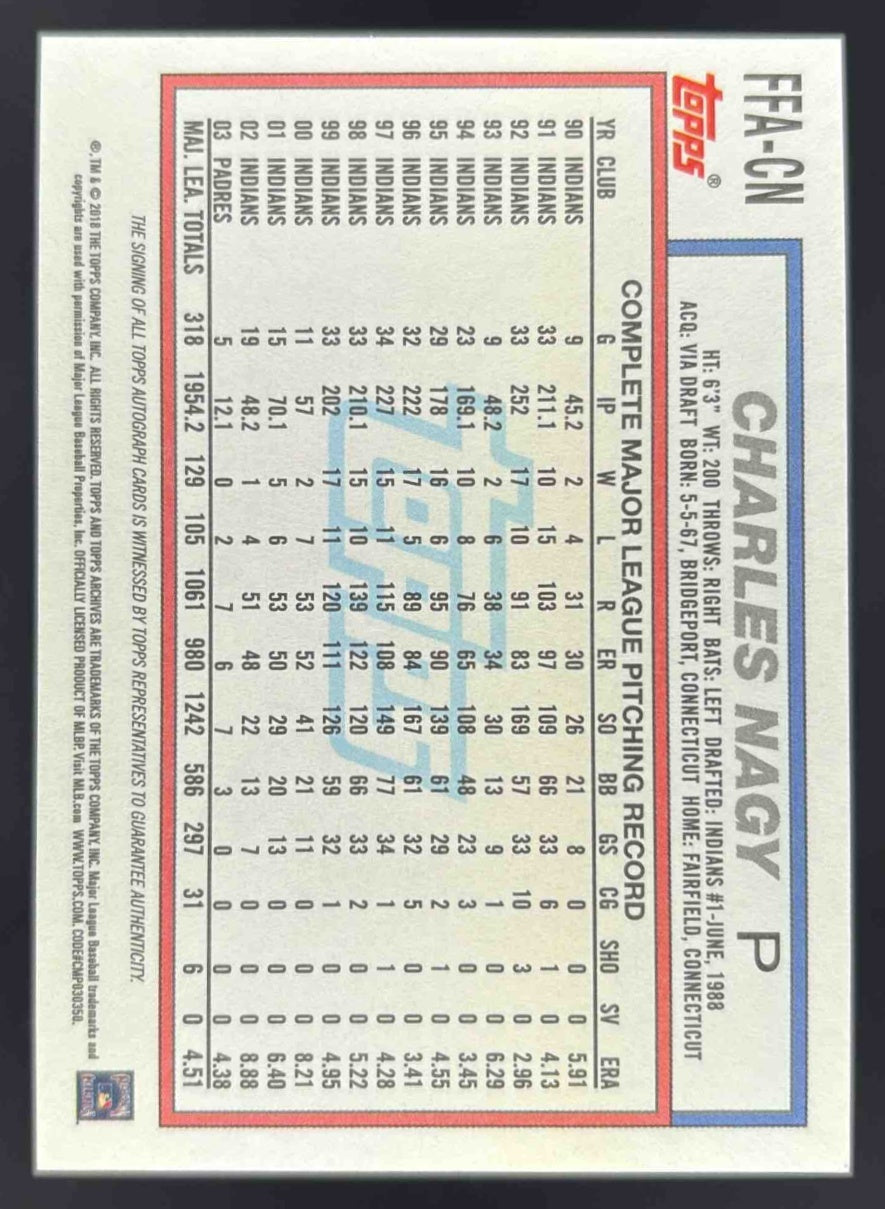 FFA-CN
CHARLES NAGY P
TOPPS®
HT: 6'3" WT: 200 THROWS: RIGHT BATS: LEFT DRAFTED: INDIANS #1-JUNE, 1988
ACQ: VIA DRAFT BORN: 5-5-67, BRIDGEPORT, CONNECTICUT HOME: FAIRFIELD, CONNECTICUT
COMPLETE MAJOR LEAGUE PITCHING RECORD
YR CLUB G IP W L R ER SO BB GS CG SHO SV ERA
90 INDIANS 9 45.2 2 4 31 30 26 21 8 0 0 0 5.91
91 INDIANS 33 211.1 10 15 103 97 109 66 33 6 1 0 4.13
92 INDIANS 33 252 17 10 91 83 169 57 33 10 3 0 2.96
93 INDIANS 9 48.2 2 6 38 34 30 13 9 1 0 0 6.29
94 INDIANS 23 169.1 10 8 76 65 108 48 23 3 0 0 3.45
95 INDIANS 29 178 16 6 95 90 139 61 29 2 1 0 4.55
96 INDIANS 32 222 17 5 89 84 167 61 32 5 0 0 3.41
97 INDIANS 34 227 15 11 115 108 149 77 34 1 1 0 4.28
98 INDIANS 33 210.1 15 10 139 122 120 66 33 2 0 0 5.22
99 INDIANS 33 202 17 11 120 111 126 59 32 1 0 0 4.95
00 INDIANS 11 57 2 7 53 52 41 21 11 0 0 0 8.21
01 INDIANS 15 70.1 5 6 53 50 29 20 13 0 0 0 6.40
02 INDIANS 19 48.2 1 4 51 48 22 13 7 0 0 0 8.88
03 PADRES 5 12.1 0 2 7 6 7 3 0 0 0 0 4.38
MAJ. LEA. TOTALS 318 1954.2 129 105 1061 980 1242 586 297 31 6 0 4.51
TOPPS
THE SIGNING OF ALL TOPPS AUTOGRAPH CARDS IS WITNESSED BY TOPPS REPRESENTATIVES TO GUARANTEE AUTHENTICITY.
®, TM & © 2018 THE TOPPS COMPANY, INC. ALL RIGHTS RESERVED. TOPPS AND TOPPS ARCHIVES ARE TRADEMARKS OF THE TOPPS COMPANY, INC. Major League Baseball trademarks and
copyrights are used with permission of Major League Baseball Properties, Inc. OFFICIALLY LICENSED PRODUCT OF MLBP. Visit MLB.com WWW.TOPPS.COM. CODE#CMP030350.